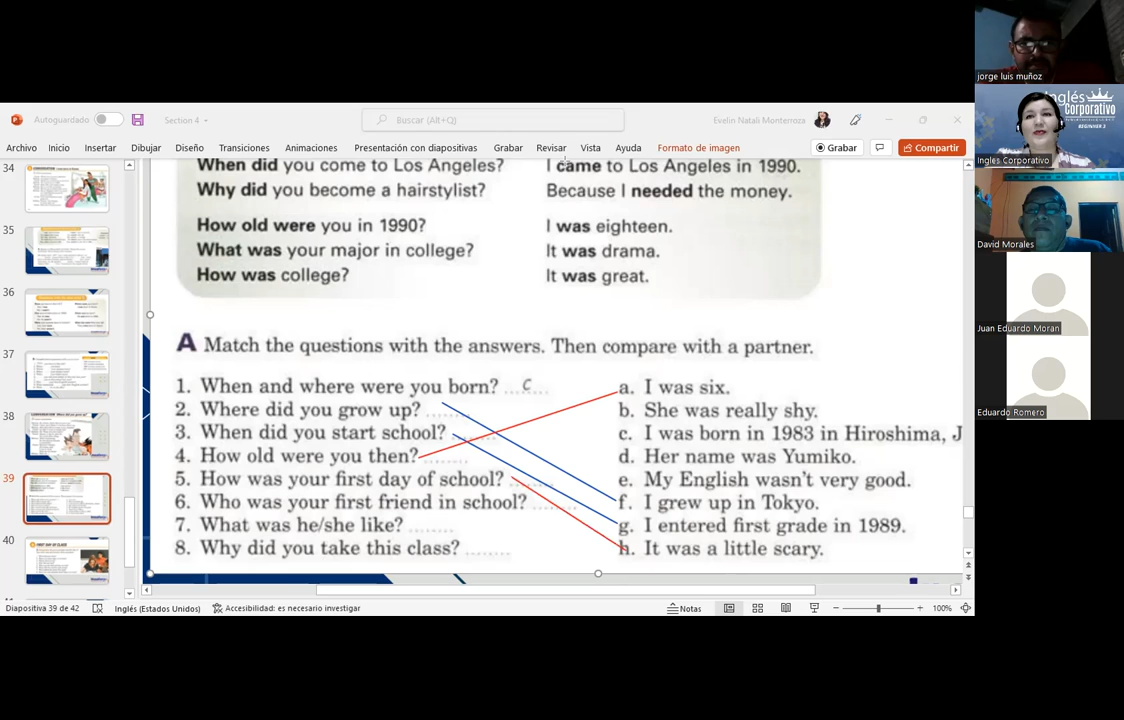 jorge luis muñoz
Inglés
Corporativo
BEGINNER 3
Ingles Corporativo
David Morales
Juan Eduardo Moran
Eduardo Romero
Autoguardado
Section 4
Buscar (Alt+Q)
Evelin Natali Monterroza
Archivo Inicio Insertar Dibujar Diseño Transiciones Animaciones Presentación con diapositivas Grabar Revisar Vista Ayuda Formato de imagen Grabar Compartir
34
35
36
37
38
39
40
When did you come to Los Angeles? I came to Los Angeles in 1990.
Why did you become a hairstylist? Because I needed the money.
How old were you in 1990? I was eighteen.
What was your major in college? It was drama.
How was college? It was great.
A Match the questions with the answers. Then compare with a partner.
1. When and where were you born? ...c... a. I was six.
2. Where did you grow up? ........ b. She was really shy.
3. When did you start school? ........ c. I was born in 1983 in Hiroshima, J
4. How old were you then? ........ d. Her name was Yumiko.
5. How was your first day of school? ........ e. My English wasn't very good.
6. Who was your first friend in school? ........ f. I grew up in Tokyo.
7. What was he/she like? ........ g. I entered first grade in 1989.
8. Why did you take this class? ........ h. It was a little scary.
Diapositiva 39 de 42 Inglés (Estados Unidos) Accesibilidad: es necesario investigar Notas 100%